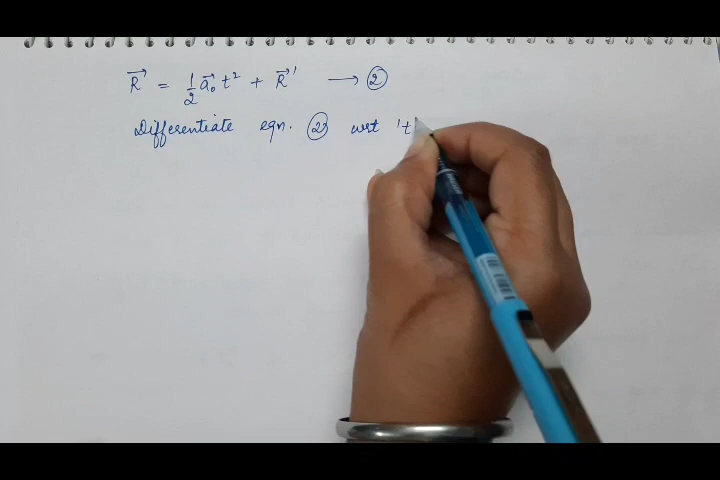 R⃗ = 1/2 a⃗₀ t² + R⃗' → ②
Differentiate eqn. ② wrt 't